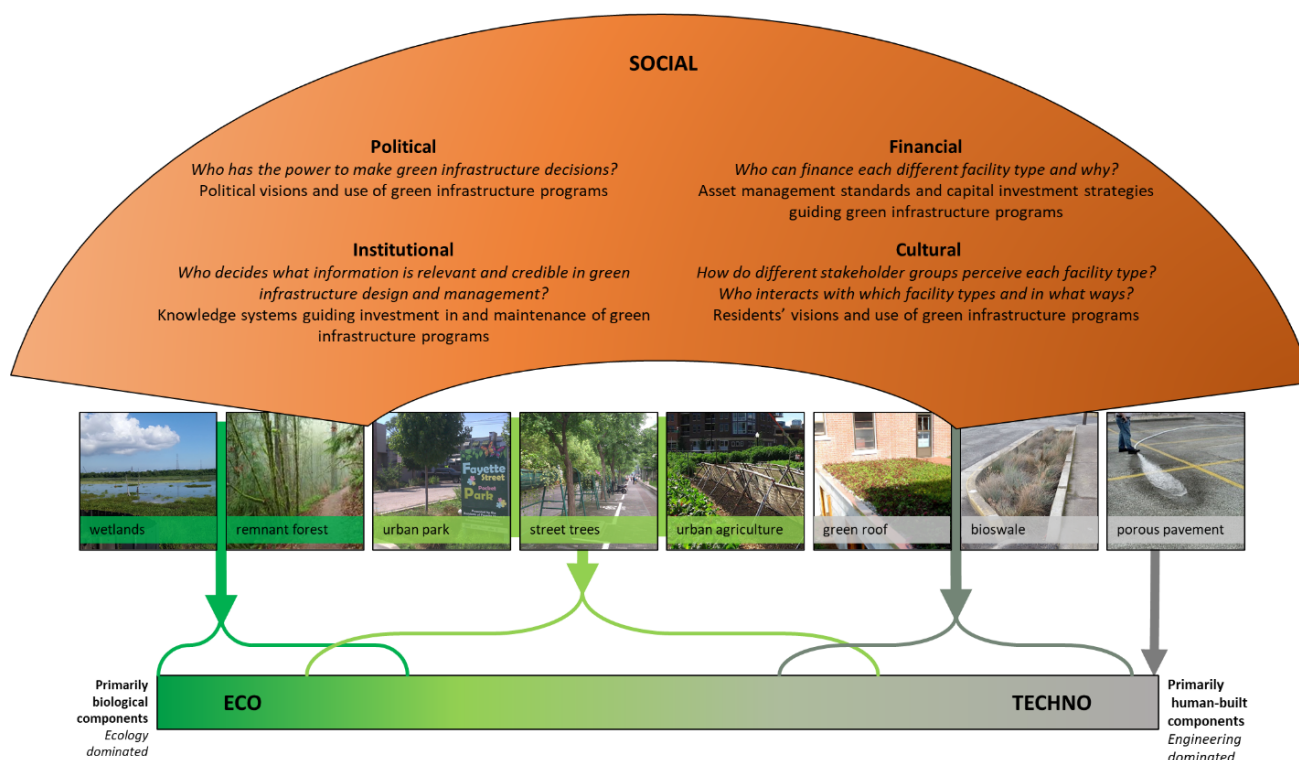 SOCIAL
Political
Who has the power to make green infrastructure decisions?
Political visions and use of green infrastructure programs
Financial
Who can finance each different facility type and why?
Asset management standards and capital investment strategies
guiding green infrastructure programs
Institutional
Who decides what information is relevant and credible in green
infrastructure design and management?
Knowledge systems guiding investment in and maintenance of green
infrastructure programs
Cultural
How do different stakeholder groups perceive each facility type?
Who interacts with which facility types and in what ways?
Residents’ visions and use of green infrastructure programs
Fayette
Street
Pocket
Park
wetlands
remnant forest
urban park
street trees
urban agriculture
green roof
bioswale
porous pavement
Primarily
biological
components
Ecology
dominated
ECO
TECHNO
Primarily
human-built
components
Engineering
dominated